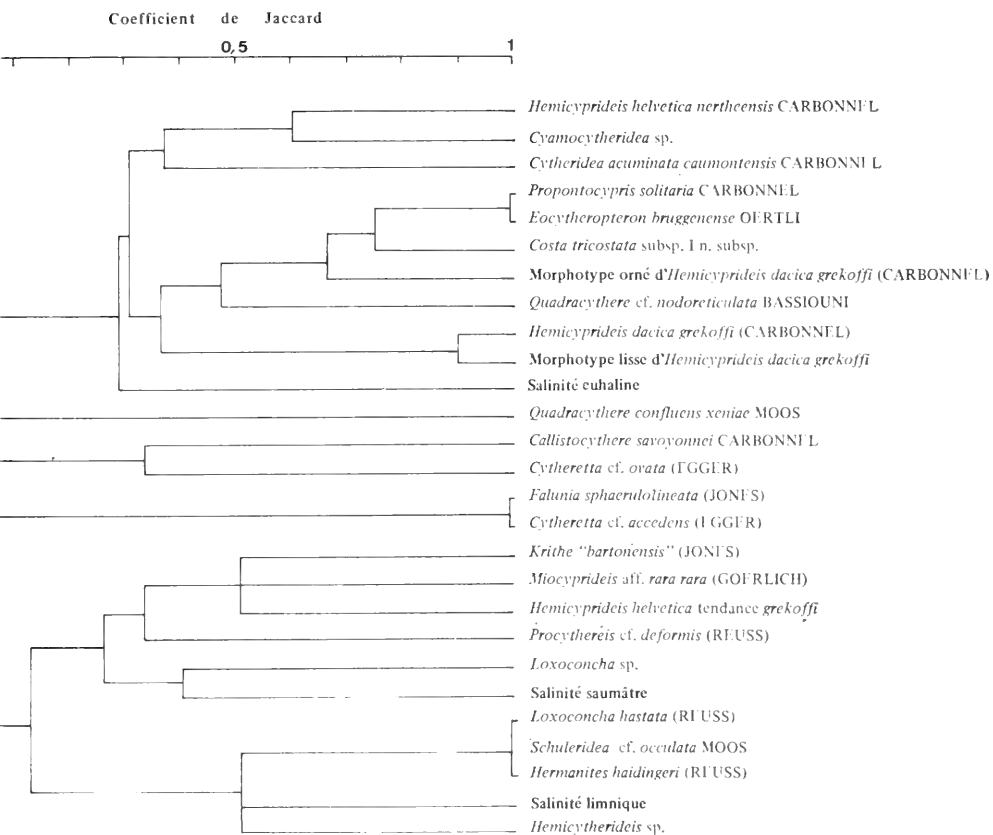 Coefficient de Jaccard
0,5 1
Hemicyprideis helvetica nertheensis CARBONNEL
Cyamocytheridea sp.
Cytheridea acuminata caumontensis CARBONNEL
Propontocypris solitaria CARBONNEL
Eocytheropteron bruggenense OERTLI
Costa tricostata subsp. I n. subsp.
Morphotype orné d'Hemicyprideis dacica grekoffi (CARBONNEL)
Quadracythere cf. nodoreticulata BASSIOUNI
Hemicyprideis dacica grekoffi (CARBONNEL)
Morphotype lisse d'Hemicyprideis dacica grekoffi
Salinité euhaline
Quadracythere confluens xeniae MOOS
Callistocythere savoyonnei CARBONNEL
Cytheretta cf. ovata (EGGER)
Falunia sphaerulolineata (JONES)
Cytheretta cf. accedens (EGGER)
Krithe "bartonensis" (JONES)
Miocyprideis aff. rara rara (GOERLICH)
Hemicyprideis helvetica tendance grekoffi
Procythereis cf. deformis (REUSS)
Loxoconcha sp.
Salinité saumâtre
Loxoconcha hastata (REUSS)
Schuleridea cf. occulata MOOS
Hermanites haidingeri (REUSS)
Salinité limnique
Hemicytherideis sp.